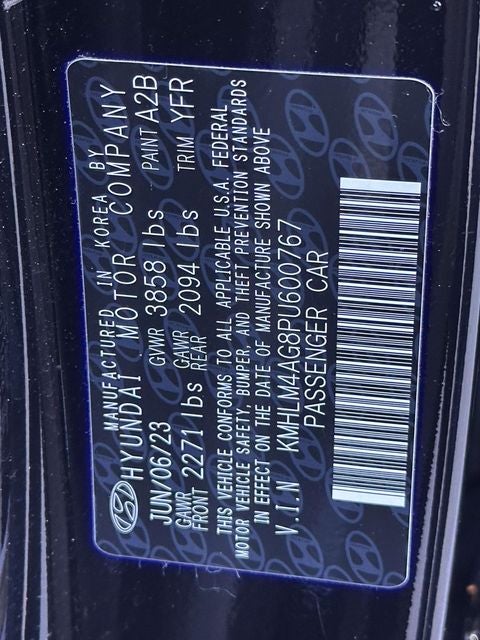 MANUFACTURED IN KOREA BY
HYUNDAI MOTOR COMPANY
JUN/06/23 GVWR 3858 lbs PAINT A2B
GAWR FRONT 2271 lbs GAWR REAR 2094 lbs TRIM YFR
THIS VEHICLE CONFORMS TO ALL APPLICABLE U.S.A. FEDERAL
MOTOR VEHICLE SAFETY, BUMPER, AND THEFT PREVENTION STANDARDS
IN EFFECT ON THE DATE OF MANUFACTURE SHOWN ABOVE
V.I.N KMHLM4AG8PU600767
PASSENGER CAR